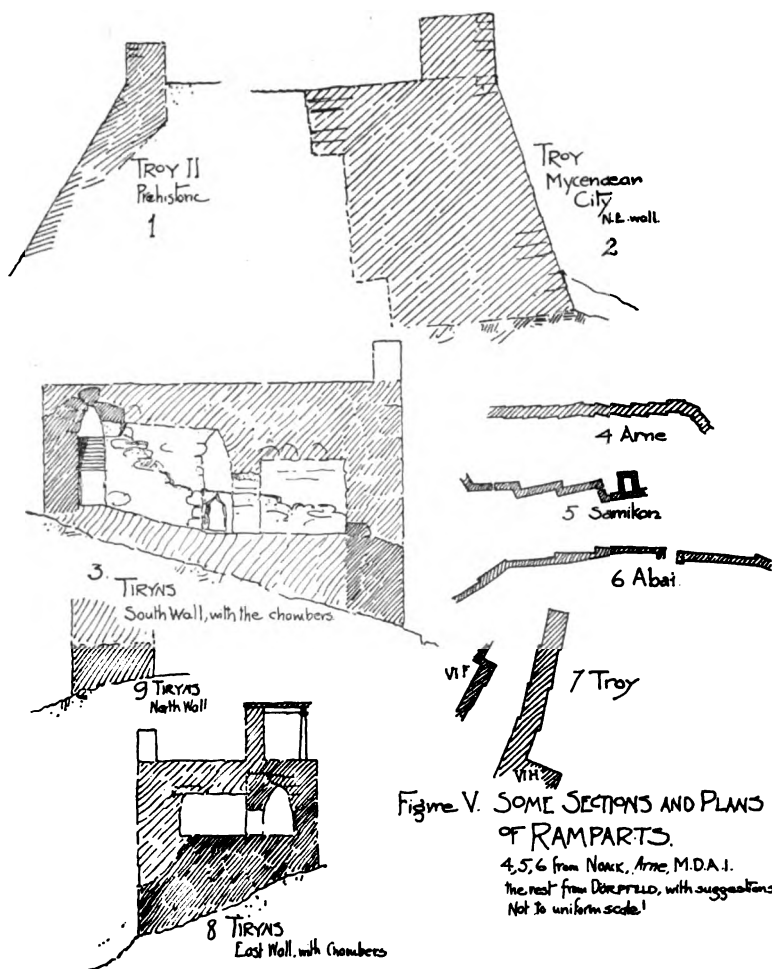 TROY II
Prehistoric
1
TROY
Mycenæan
City
N.E. wall
2
3. TIRYNS
South Wall, with the chambers.
4 Arne
5 Samikon
6 Abai
9 TIRYNS
North Wall
VI F
7 Troy
VI H
8 TIRYNS
East Wall, with Chambers
Figure V. SOME SECTIONS AND PLANS
OF RAMPARTS.
4,5,6 from NOACK, Arne, M.D.A.I.
the rest from DÖRPFELD, with suggestions
Not to uniform scale!